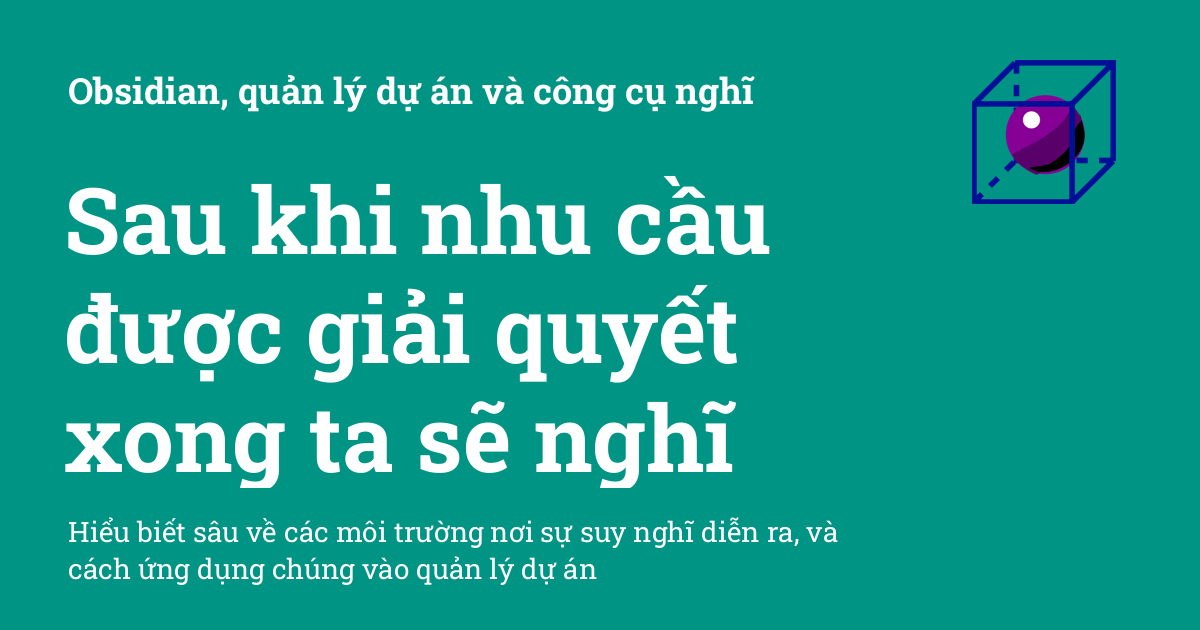 Obsidian, quản lý dự án và công cụ nghĩ
Sau khi nhu cầu
được giải quyết
xong ta sẽ nghĩ
Hiểu biết sâu về các môi trường nơi sự suy nghĩ diễn ra, và
cách ứng dụng chúng vào quản lý dự án